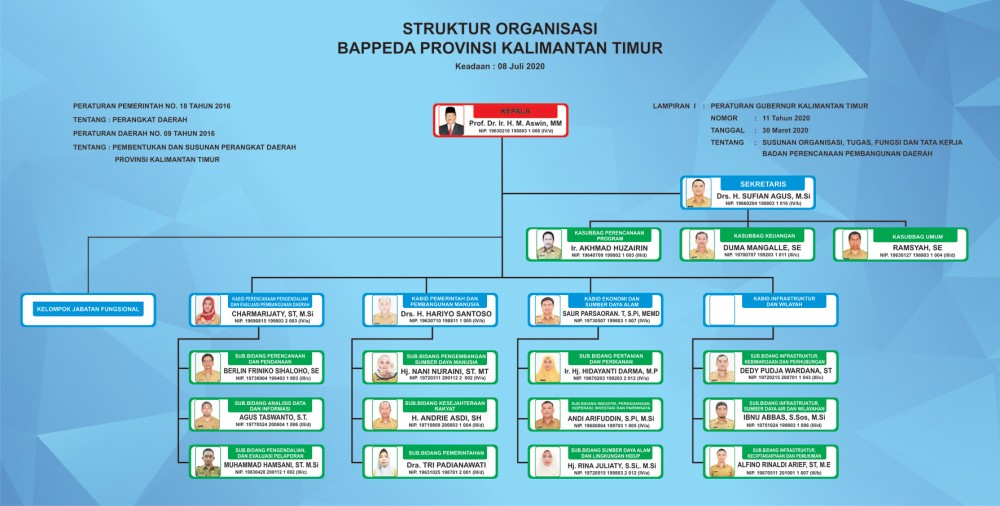 STRUKTUR ORGANISASI
BAPPEDA PROVINSI KALIMANTAN TIMUR
Keadaan : 08 Juli 2020
PERATURAN PEMERINTAH NO. 18 TAHUN 2016
TENTANG : PERANGKAT DAERAH
PERATURAN DAERAH NO. 09 TAHUN 2016
TENTANG : PEMBENTUKAN DAN SUSUNAN PERANGKAT DAERAH
PROVINSI KALIMANTAN TIMUR
LAMPIRAN I : PERATURAN GUBERNUR KALIMANTAN TIMUR
NOMOR : 11 Tahun 2020
TANGGAL : 30 Maret 2020
TENTANG : SUSUNAN ORGANISASI, TUGAS, FUNGSI DAN TATA KERJA
BADAN PERENCANAAN PEMBANGUNAN DAERAH
KEPALA
Prof. Dr. Ir. H. M. Aswin, MM
NIP. 19630216 198803 1 008 (IV/d)
SEKRETARIS
Drs. H. SUFIAN AGUS, M.Si
NIP. 19660204 198803 1 016 (IV/b)
KASUBBAG PERENCANAAN
PROGRAM
Ir. AKHMAD HUZAIRIN
NIP. 19640709 198802 1 003 (III/d)
KASUBBAG KEUANGAN
DUMA MANGALLE, SE
NIP. 19700707 199203 1 011 (III/c)
KASUBBAG UMUM
RAMSYAH, SE
NIP. 19630127 198803 1 004 (III/d)
KELOMPOK JABATAN FUNGSIONAL
KABID PERENCANAAN PENGENDALIAN
DAN EVALUASI PEMBANGUNAN DAERAH
CHARMARIJATY, ST, M.Si
NIP. 19690815 199803 2 003 (IV/a)
SUB.BIDANG PERENCANAAN
DAN PENDANAAN
BERLIN FRINIKO SIHALOHO, SE
NIP. 19730904 199403 1 003 (III/c)
SUB.BIDANG ANALISIS DATA
DAN INFORMASI
AGUS TASWANTO, S.T.
NIP. 19770524 200604 1 006 (III/d)
SUB.BIDANG PENGENDALIAN,
DAN EVALUASI PELAPORAN
MUHAMMAD HAMSANI, ST. M.Si
NIP. 19830420 200112 1 002 (III/c)
KABID PEMERINTAH DAN
PEMBANGUNAN MANUSIA
Drs. H. HARIYO SANTOSO
NIP. 19630710 198811 1 005 (IV/b)
SUB.BIDANG PENGEMBANGAN
SUMBER DAYA MANUSIA
Hj. NANI NURAINI, ST. MT
NIP. 19720311 200112 2 002 (IV/a)
SUB.BIDANG KESEJAHTERAAN
RAKYAT
H. ANDRIE ASDI, SH
NIP. 19710809 200003 1 004 (III/d)
SUB.BIDANG PEMERINTAHAN
Dra. TRI PADIANAWATI
NIP. 19631025 198701 2 001 (III/d)
KABID EKONOMI DAN
SUMBER DAYA ALAM
SAUR PARSAORAN. T, S.Pi, MEMD
NIP. 19730507 199803 1 007 (IV/b)
SUB.BIDANG PERTANIAN
DAN PERIKANAN
Ir. Hj. HIDAYANTI DARMA, M.P
NIP. 19670203 199203 2 012 (IV/a)
SUB.BIDANG INDUSTRI, PERDAGANGAN
KOPERASI, INVESTASI DAN PARIWISATA
ANDI ARIFUDDIN, S.Pi, M.Si
NIP. 19680804 199703 1 005 (IV/a)
SUB.BIDANG SUMBER DAYA ALAM
DAN LINGKUNGAN HIDUP
Hj. RINA JULIATY, S.Si,. M.Si
NIP. 19720515 199803 2 012 (IV/a)
KABID INFRASTRUKTUR
DAN WILAYAH
SUB.BIDANG INFRASTRUKTUR,
KEBINAMARGAAN DAN PERHUBUNGAN
DEDY PUDJA WARDANA, ST
NIP. 19720215 200701 1 043 (III/c)
SUB.BIDANG INFRASTRUKTUR,
SUMBER DAYA AIR DAN WILAYAHAN
IBNU ABBAS, S.Sos, M.Si
NIP. 19751024 199803 1 006 (III/d)
SUB.BIDANG INFRASTRUKTUR,
KECIPTAKARYAAN DAN PEMUKIMAN
ALFINO RINALDI ARIEF, ST, M.E
NIP. 19870511 201001 1 007 (III/b)